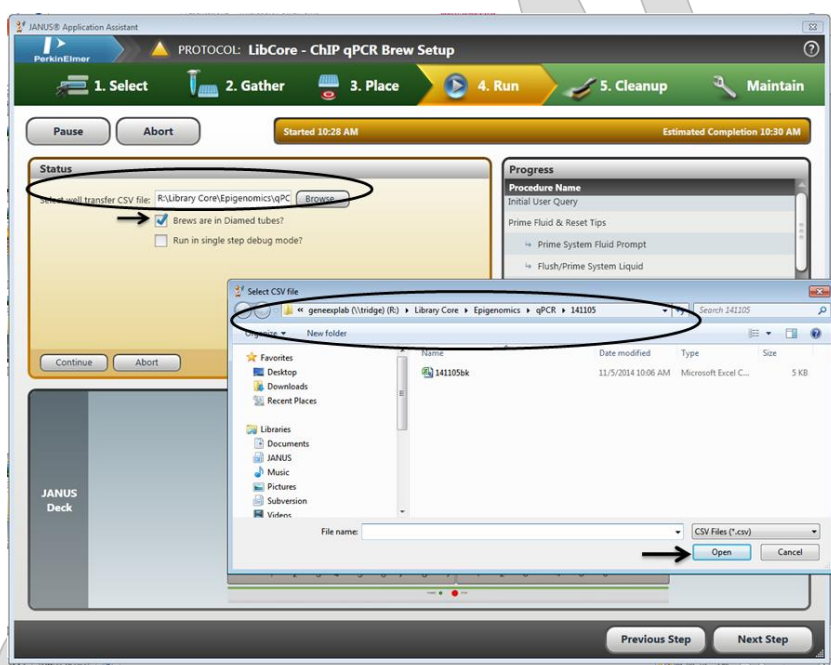 JANUS® Application Assistant
PerkinElmer
PROTOCOL: LibCore - ChIP qPCR Brew Setup
1. Select 2. Gather 3. Place 4. Run 5. Cleanup Maintain
Pause Abort Started 10:28 AM Estimated Completion 10:30 AM
Status
Select well transfer CSV file: R:\Library Core\Epigenomics\qPC Browse
Brews are in Diamed tubes?
Run in single step debug mode?
Continue Abort
Progress
Procedure Name
Initial User Query
Prime Fluid & Reset Tips
Prime System Fluid Prompt
Flush/Prime System Liquid
Select CSV file
« geneexplab (\\tridge) (R:) Library Core Epigenomics qPCR 141105 Search 141105
Organize New folder
Name Date modified Type Size
141105bk 11/5/2014 10:06 AM Microsoft Excel C... 5 KB
Favorites
Desktop
Downloads
Recent Places
Libraries
Documents
JANUS
Music
Pictures
Subversion
Videos
File name: CSV Files (*.csv)
Open Cancel
JANUS
Deck
Previous Step Next Step